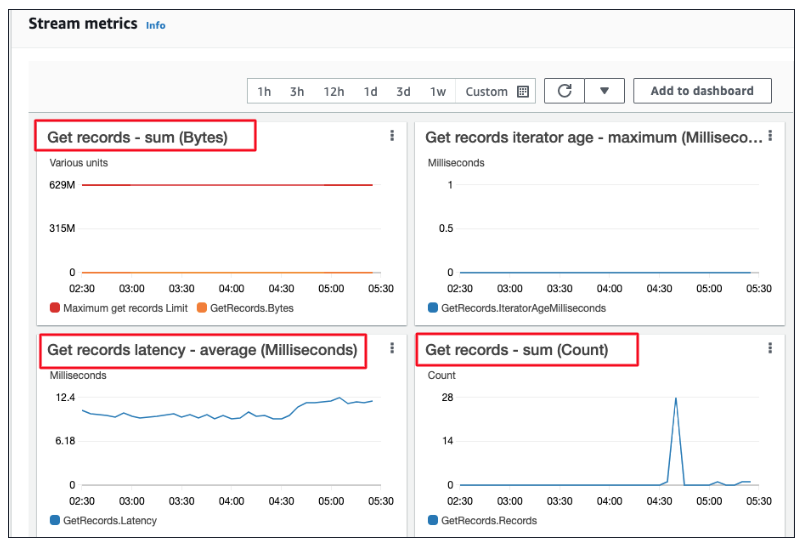 Stream metrics Info
1h 3h 12h 1d 3d 1w Custom Add to dashboard
Get records - sum (Bytes)
Various units
629M
315M
0
02:30 03:00 03:30 04:00 04:30 05:00 05:30
Maximum get records Limit GetRecords.Bytes
Get records iterator age - maximum (Milliseco...
Milliseconds
1
0.5
0
02:30 03:00 03:30 04:00 04:30 05:00 05:30
GetRecords.IteratorAgeMilliseconds
Get records latency - average (Milliseconds)
Milliseconds
12.4
6.18
0
02:30 03:00 03:30 04:00 04:30 05:00 05:30
GetRecords.Latency
Get records - sum (Count)
Count
28
14
0
02:30 03:00 03:30 04:00 04:30 05:00 05:30
GetRecords.Records